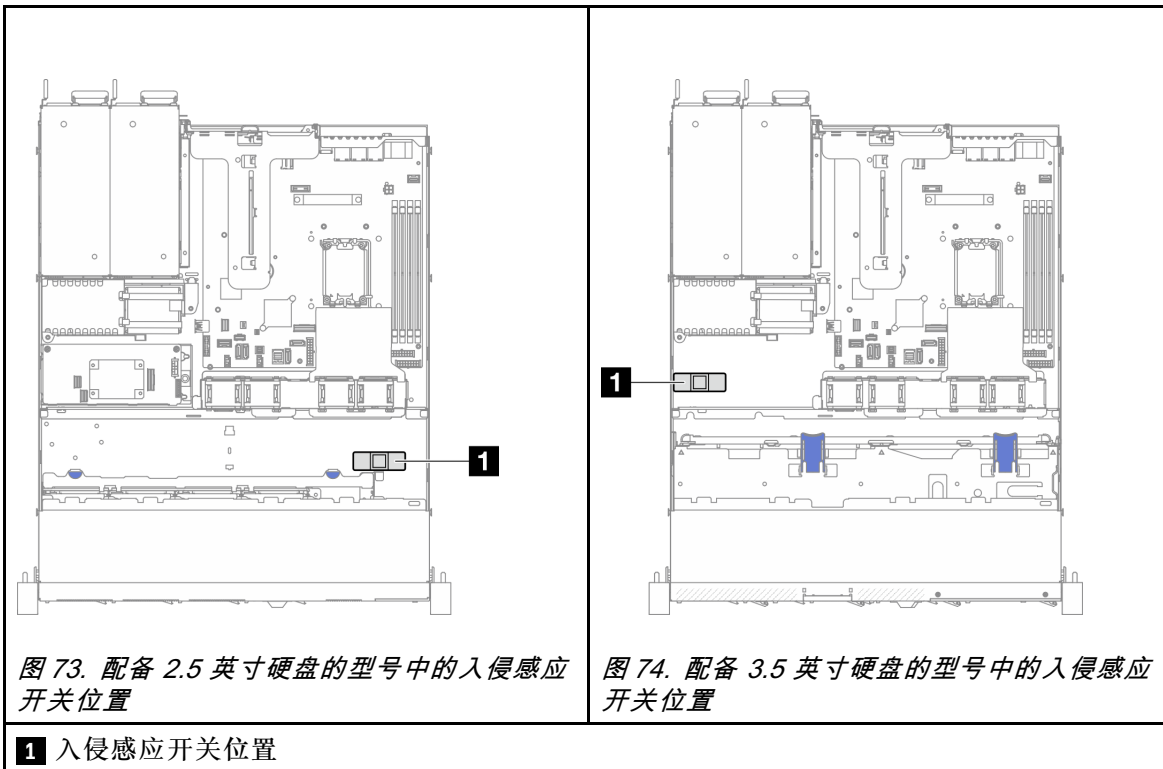 1
1
图 73. 配备 2.5 英寸硬盘的型号中的入侵感应
开关位置
图 74. 配备 3.5 英寸硬盘的型号中的入侵感应
开关位置
1 入侵感应开关位置